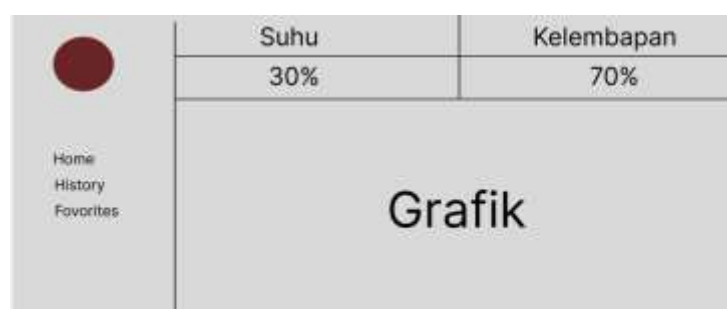 Suhu Kelembapan
30% 70%
Home
History
Fovorites
Grafik